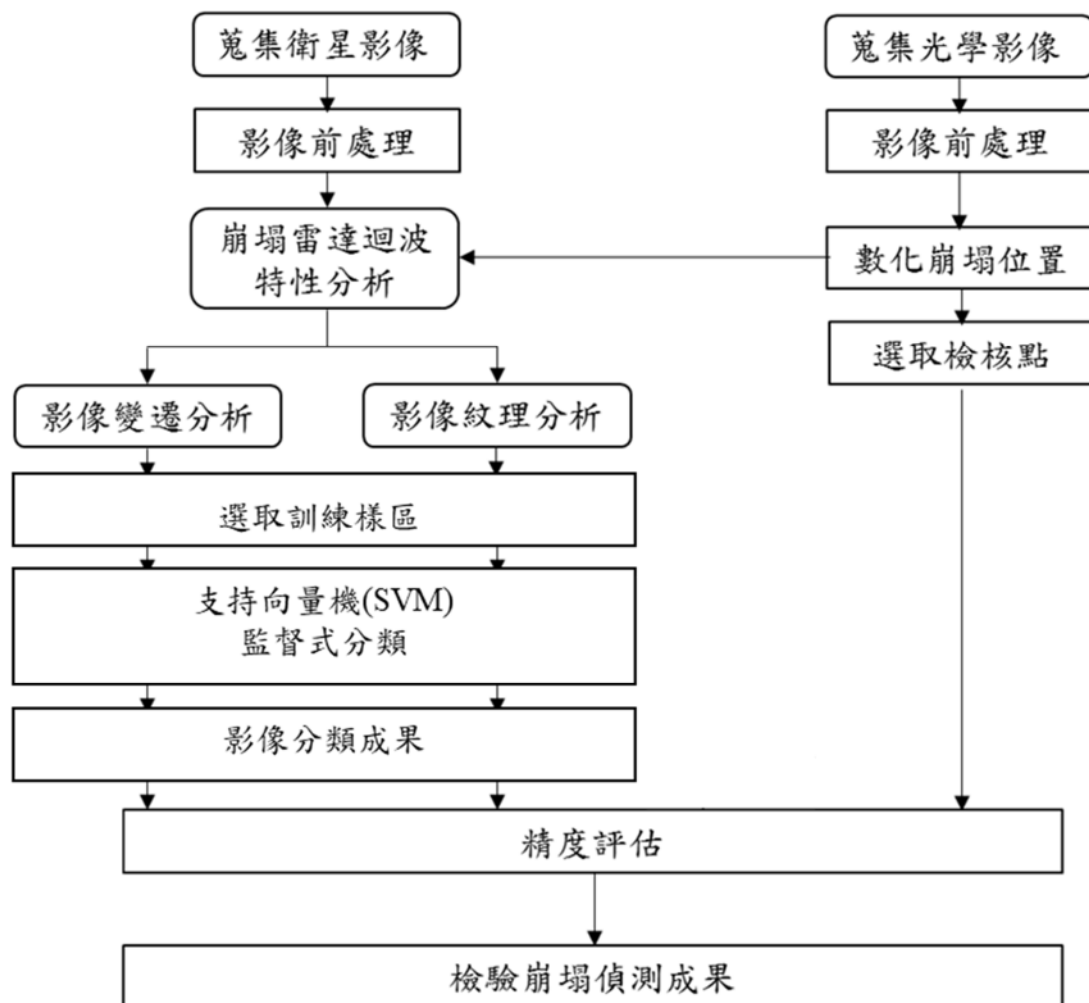 蒐集衛星影像
蒐集光學影像
影像前處理
影像前處理
崩塌雷達迴波
特性分析
數化崩塌位置
選取檢核點
影像變遷分析
影像紋理分析
選取訓練樣區
支持向量機(SVM)
監督式分類
影像分類成果
精度評估
檢驗崩塌偵測成果